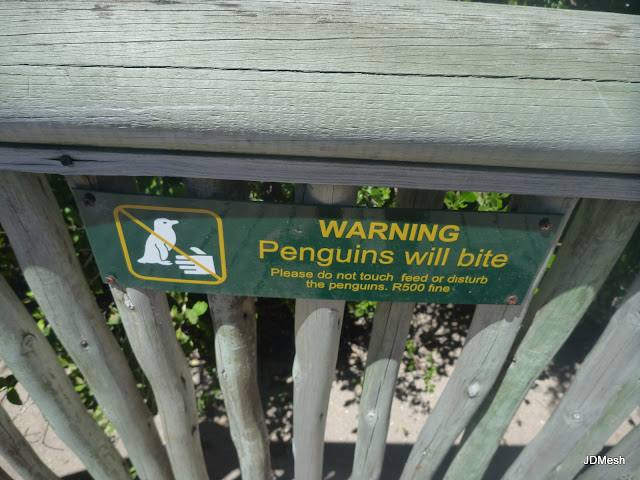 WARNING
Penguins will bite
Please do not touch feed or disturb
the penguins. R500 fine
JDMesh